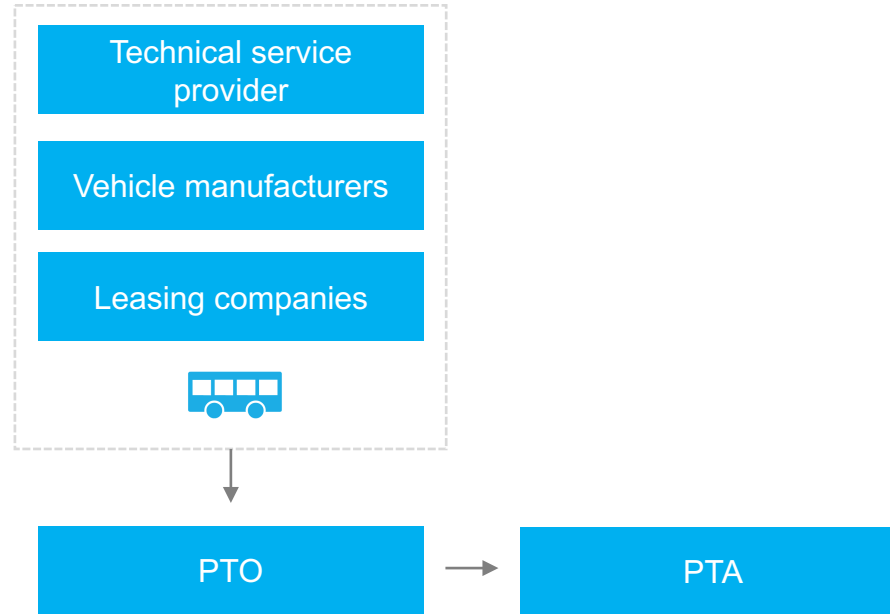 Technical service
provider
Vehicle manufacturers
Leasing companies
PTO
PTA